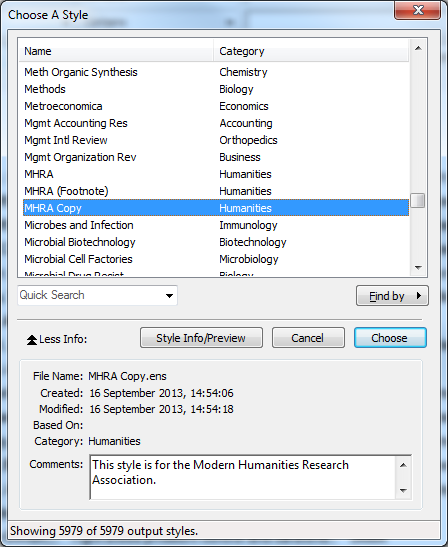 Choose A Style
Name Category
Meth Organic Synthesis Chemistry
Methods Biology
Metroeconomica Economics
Mgmt Accounting Res Accounting
Mgmt Intl Review Orthopedics
Mgmt Organization Rev Business
MHRA Humanities
MHRA (Footnote) Humanities
MHRA Copy Humanities
Microbes and Infection Immunology
Microbial Biotechnology Biotechnology
Microbial Cell Factories Microbiology
Microbial Drug Resist Biology
Quick Search Find by
Less Info: Style Info/Preview Cancel Choose
File Name: MHRA Copy.ens
Created: 16 September 2013, 14:54:06
Modified: 16 September 2013, 14:54:18
Based On:
Category: Humanities
Comments: This style is for the Modern Humanities Research
Association.
Showing 5979 of 5979 output styles.